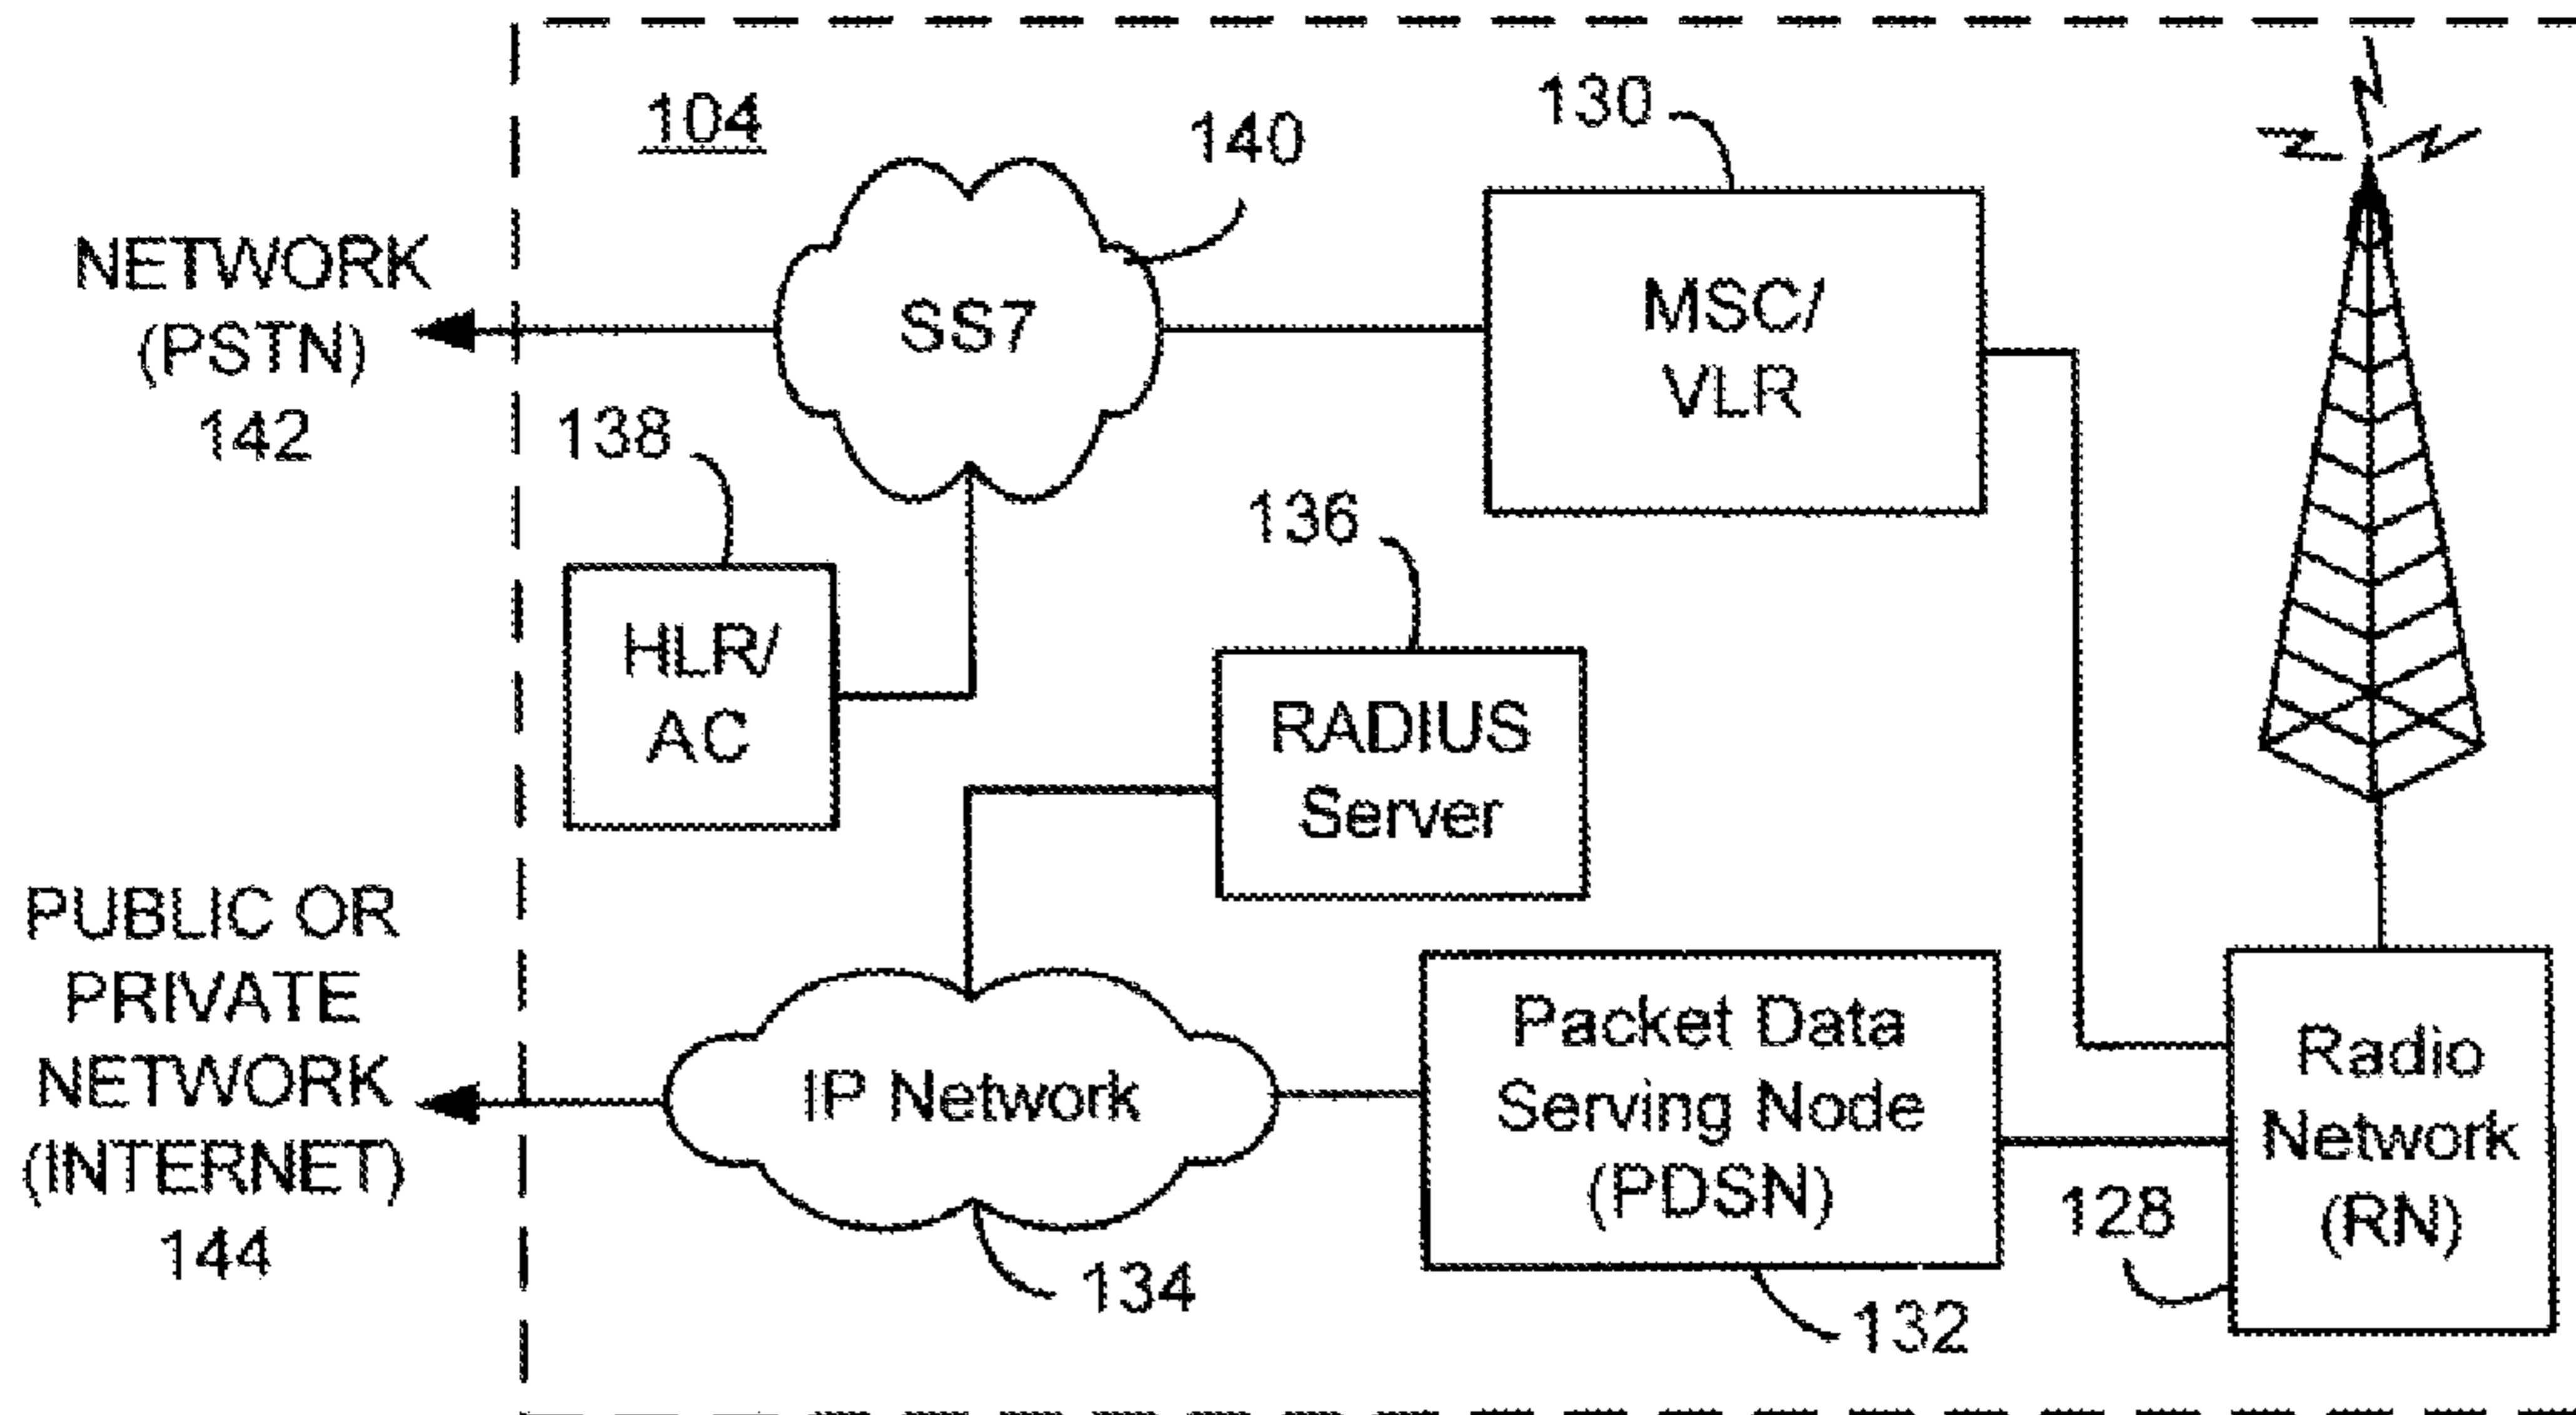 104
140
130
NETWORK
(PSTN)
142
SS7
MSC/
VLR
138
136
HLR/
AC
RADIUS
Server
PUBLIC OR
PRIVATE
NETWORK
(INTERNET)
144
IP Network
134
Packet Data
Serving Node
(PDSN)
132
128
Radio
Network
(RN)